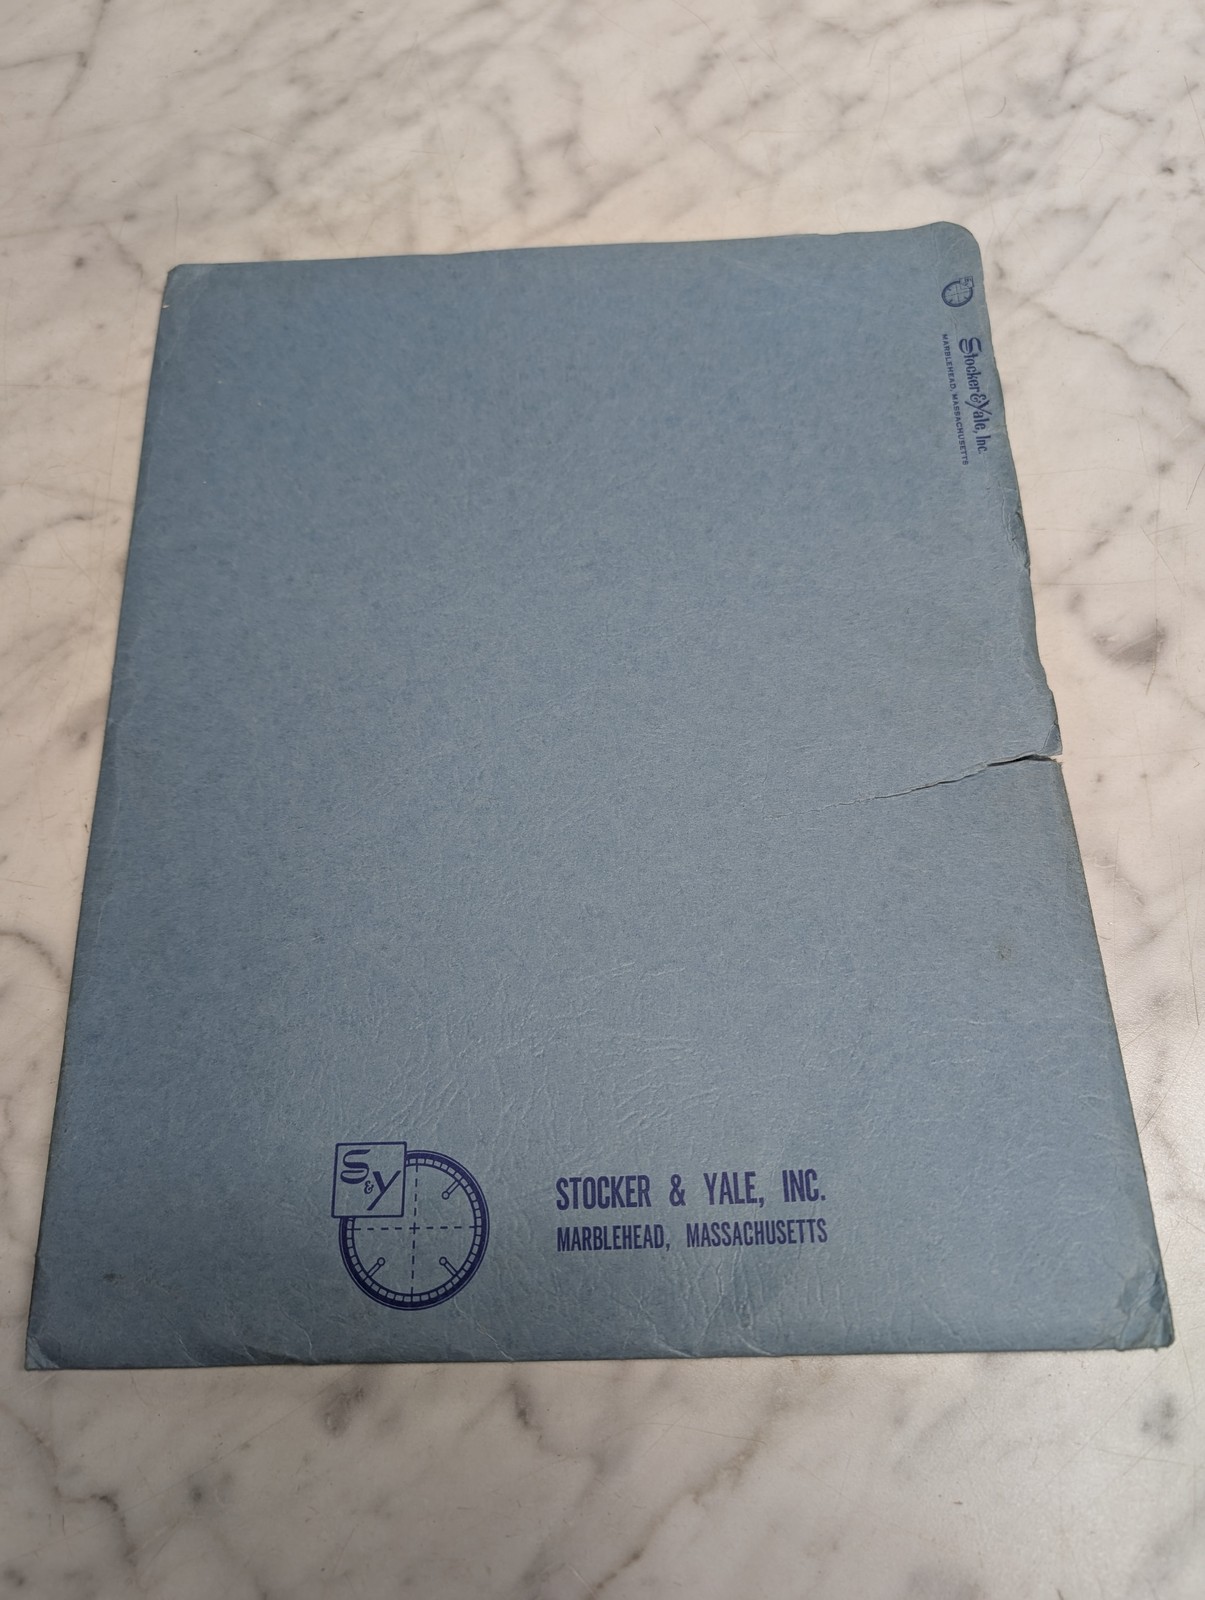 Stocker & Yale, Inc.
MARBLEHEAD, MASSACHUSETTS
S&Y
STOCKER & YALE, INC.
MARBLEHEAD, MASSACHUSETTS